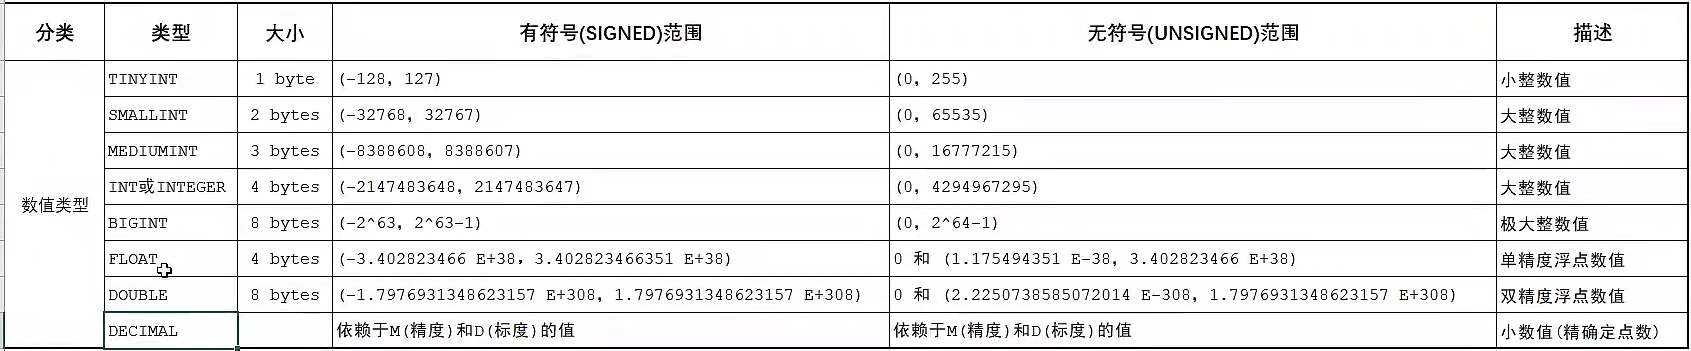 分类 类型 大小 有符号(SIGNED)范围 无符号(UNSIGNED)范围 描述
TINYINT 1 byte (-128, 127) (0, 255) 小整数值
SMALLINT 2 bytes (-32768, 32767) (0, 65535) 大整数值
MEDIUMINT 3 bytes (-8388608, 8388607) (0, 16777215) 大整数值
INT或INTEGER 4 bytes (-2147483648, 2147483647) (0, 4294967295) 大整数值
数值类型
BIGINT 8 bytes (-2^63, 2^63-1) (0, 2^64-1) 极大整数值
FLOAT 4 bytes (-3.402823466 E+38, 3.402823466351 E+38) 0 和 (1.175494351 E-38, 3.402823466 E+38) 单精度浮点数值
DOUBLE 8 bytes (-1.7976931348623157 E+308, 1.7976931348623157 E+308) 0 和 (2.2250738585072014 E-308, 1.7976931348623157 E+308) 双精度浮点数值
DECIMAL 依赖于M(精度)和D(标度)的值 依赖于M(精度)和D(标度)的值 小数值(精确定点数)